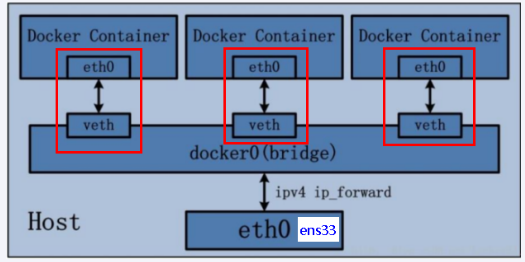 Docker Container
Docker Container
Docker Container
eth0
eth0
eth0
veth
veth
veth
docker0(bridge)
ipv4 ip_forward
Host
eth0 ens33